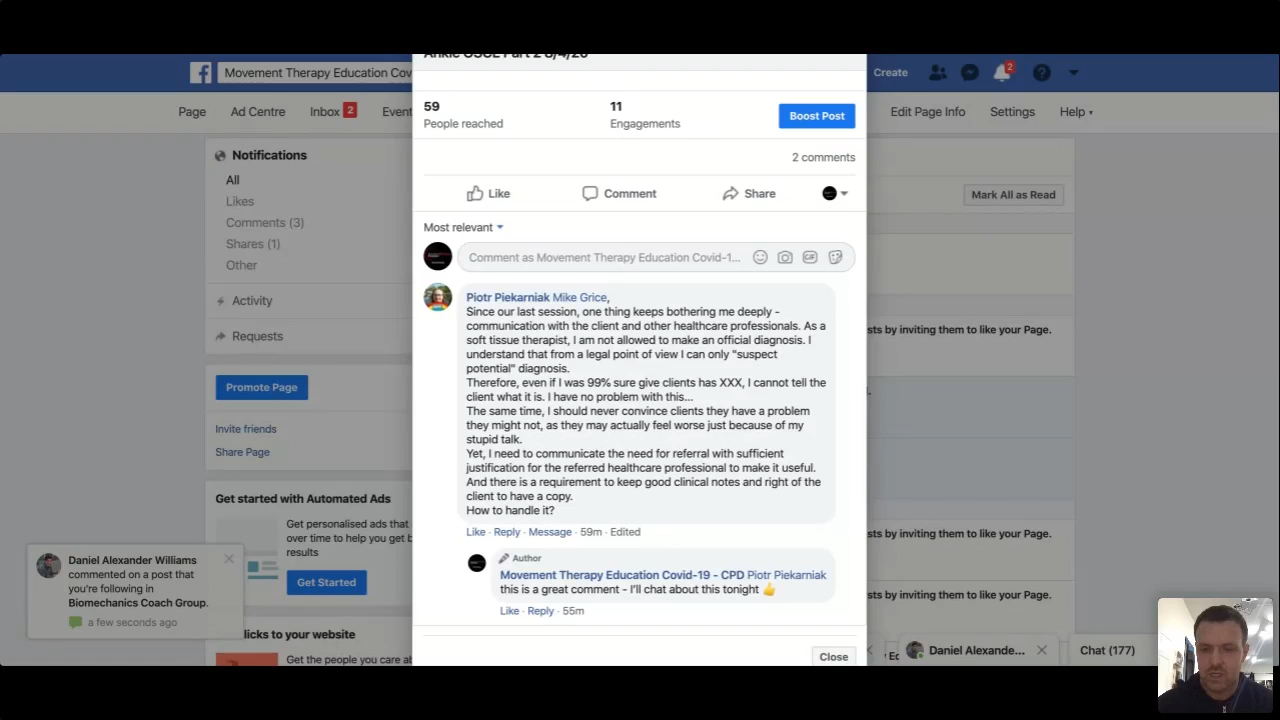 Ankle OSCE Part 2 8/4/20
Movement Therapy Education Cov
Create
2
Page
Ad Centre
Inbox 2
Event
Edit Page Info
Settings
Help
59
People reached
11
Engagements
Boost Post
2 comments
Notifications
All
Likes
Comments (3)
Shares (1)
Other
Activity
Requests
Mark All as Read
Like
Comment
Share
Most relevant
Comment as Movement Therapy Education Covid-1...
GIF
Piotr Piekarniak Mike Grice,
Since our last session, one thing keeps bothering me deeply -
communication with the client and other healthcare professionals. As a
soft tissue therapist, I am not allowed to make an official diagnosis. I
understand that from a legal point of view I can only "suspect
potential" diagnosis.
Therefore, even if I was 99% sure give clients has XXX, I cannot tell the
client what it is. I have no problem with this...
The same time, I should never convince clients they have a problem
they might not, as they may actually feel worse just because of my
stupid talk.
Yet, I need to communicate the need for referral with sufficient
justification for the referred healthcare professional to make it useful.
And there is a requirement to keep good clinical notes and right of the
client to have a copy.
How to handle it?
Like · Reply · Message · 59m · Edited
Author
Movement Therapy Education Covid-19 - CPD Piotr Piekarniak
this is a great comment - I'll chat about this tonight 👍
Like · Reply · 55m
Close
Promote Page
Invite friends
Share Page
Get started with Automated Ads
Get personalised ads that
over time to help you get b
results
Get Started
licks to your website
Get the people you care ab
Daniel Alexander Williams
commented on a post that
you're following in
Biomechanics Coach Group.
a few seconds ago
sts by inviting them to like your Page.
sts by inviting them to like your Page.
sts by inviting them to like your Page.
Daniel Alexande...
Chat (177)